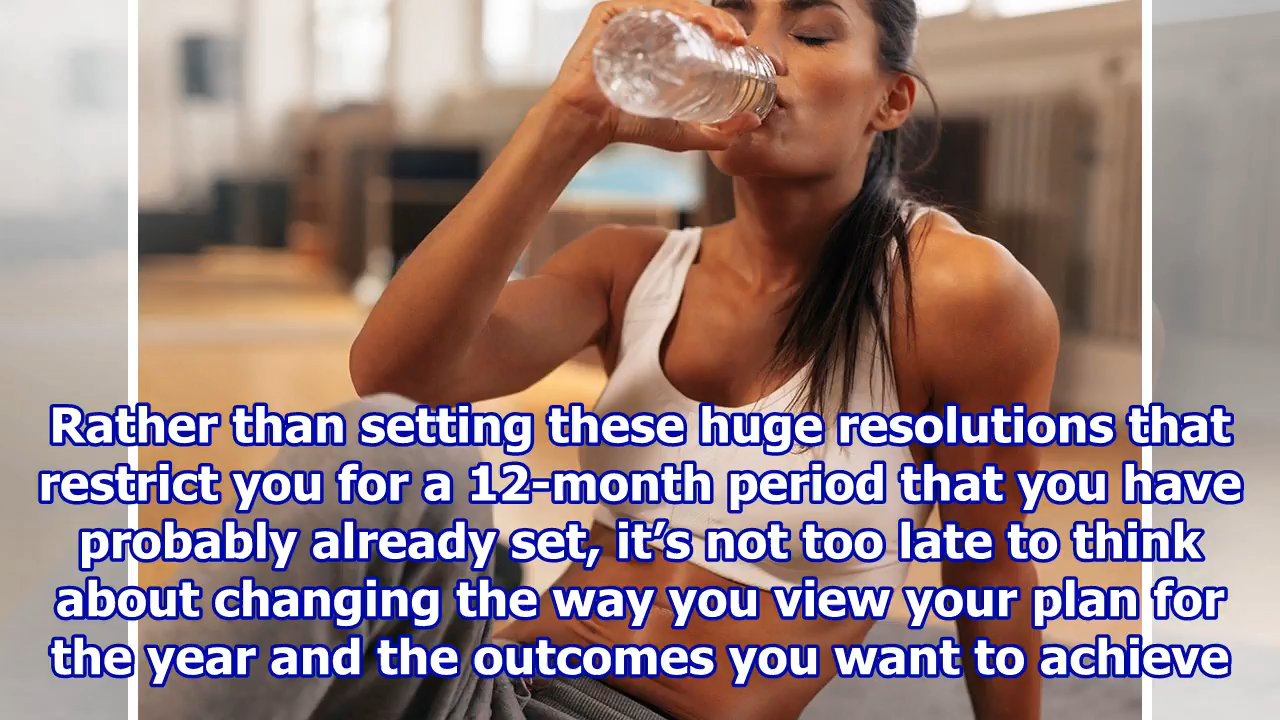 Rather than setting these huge resolutions that
restrict you for a 12-month period that you have
probably already set, it’s not too late to think
about changing the way you view your plan for
the year and the outcomes you want to achieve